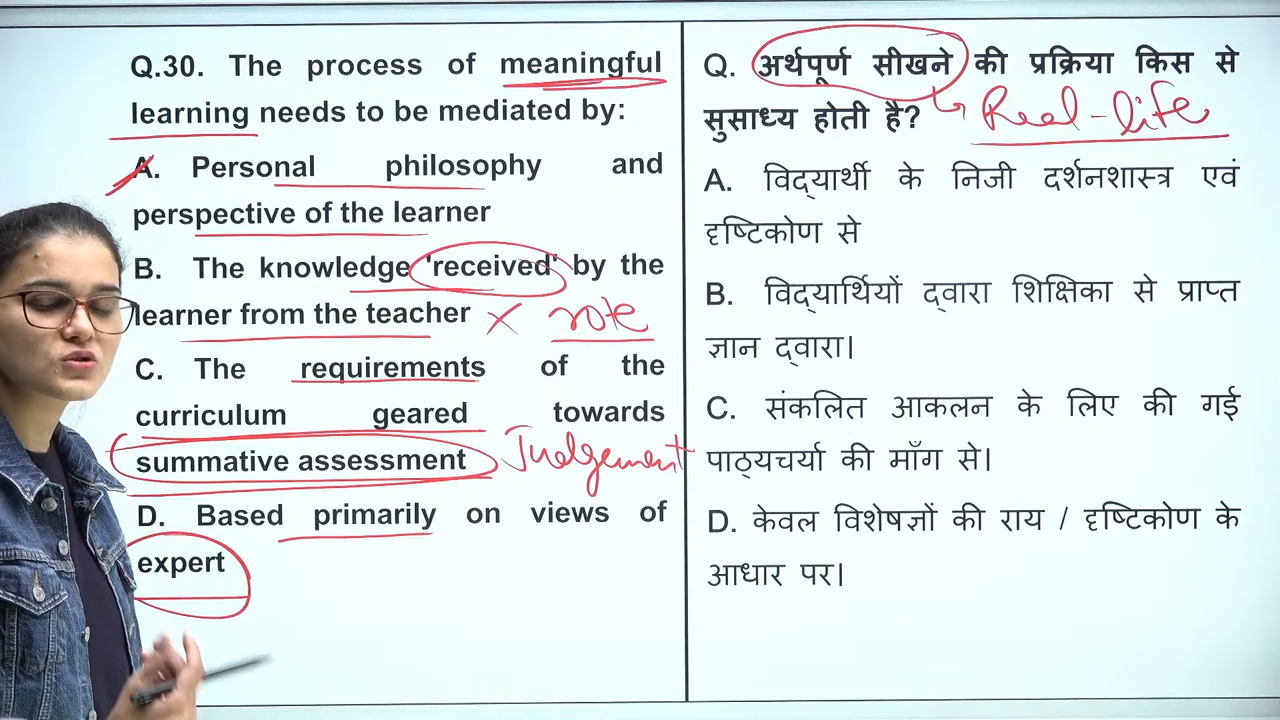 Q.30. The process of meaningful
learning needs to be mediated by:
A. Personal philosophy and
perspective of the learner
B. The knowledge 'received' by the
learner from the teacher × rote
C. The requirements of the
curriculum geared towards
summative assessment Judgement
D. Based primarily on views of
expert
Q. अर्थपूर्ण सीखने की प्रक्रिया किस से
सुसाध्य होती है? Real-life
A. विद्यार्थी के निजी दर्शनशास्त्र एवं
दृष्टिकोण से
B. विद्यार्थियों द्वारा शिक्षिका से प्राप्त
ज्ञान द्वारा।
C. संकलित आकलन के लिए की गई
पाठ्यचर्या की माँग से।
D. केवल विशेषज्ञों की राय / दृष्टिकोण के
आधार पर।